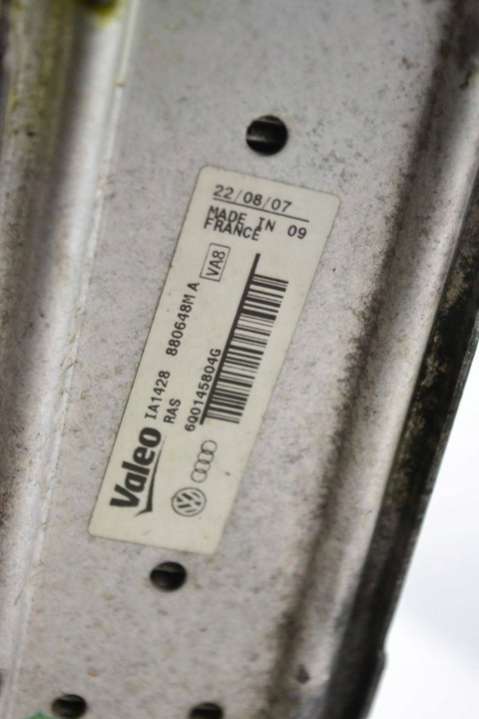 22/08/07
MADE IN 09
FRANCE
VA8
Valeo
IA1428 880648M A
RAS
6Q0145804G